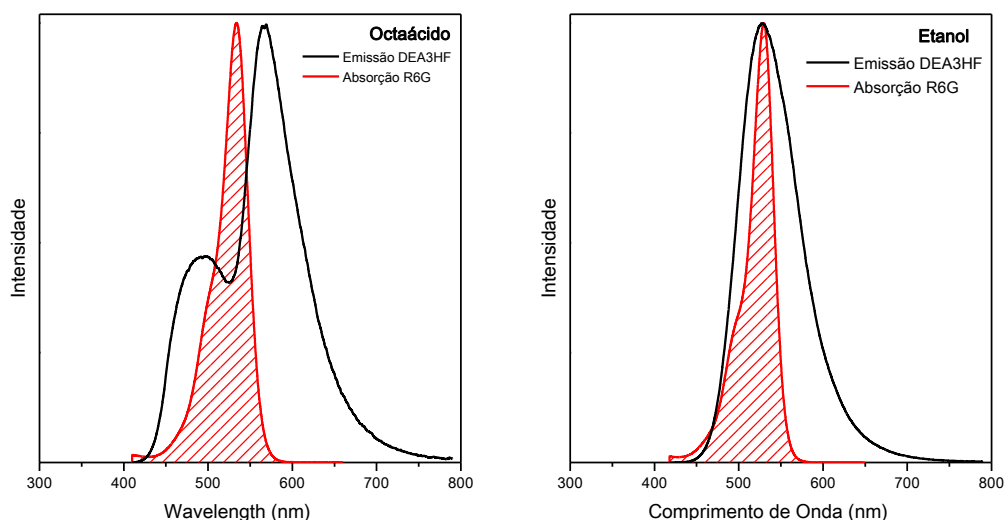 Octaácido
Emissão DEA3HF
Absorção R6G
Intensidade
300 400 500 600 700 800
Wavelength (nm)
Etanol
Emissão DEA3HF
Absorção R6G
Intensidade
300 400 500 600 700 800
Comprimento de Onda (nm)